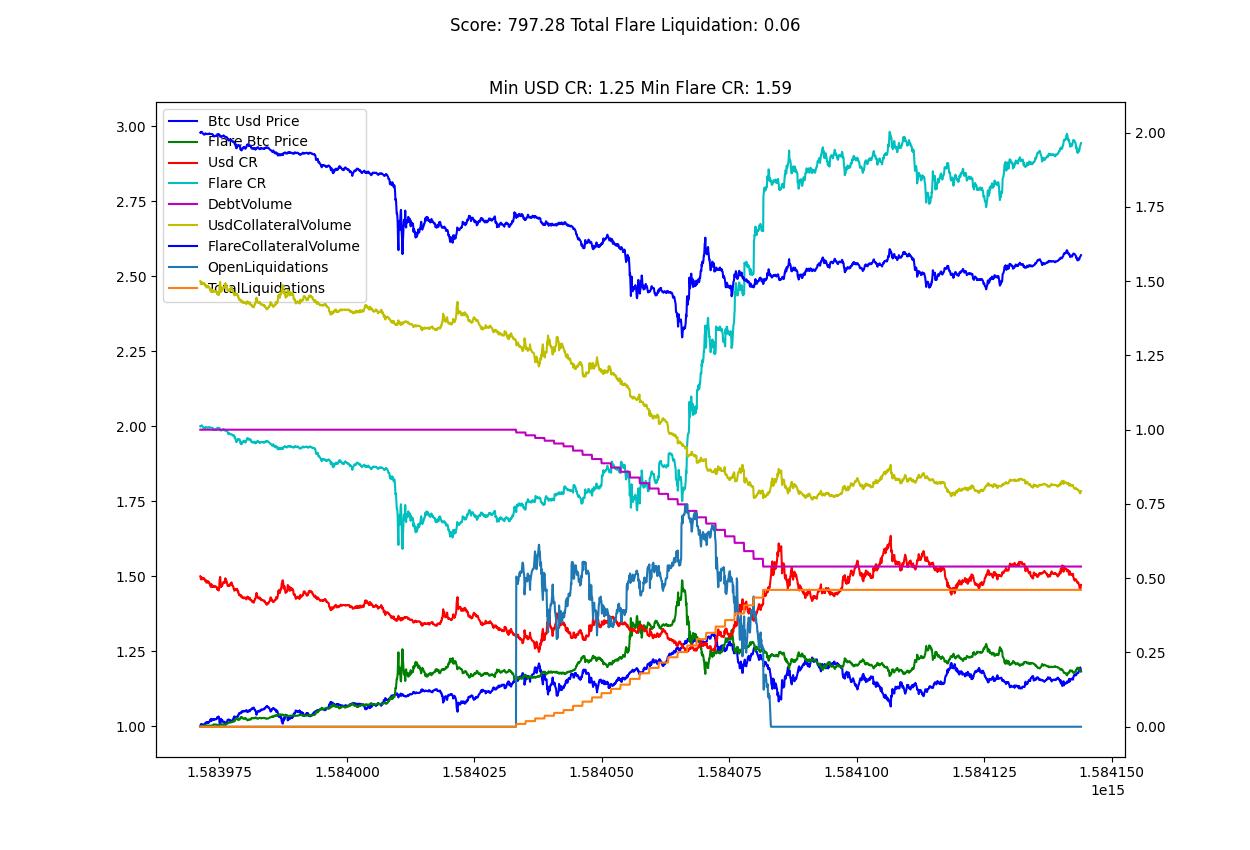 Score: 797.28 Total Flare Liquidation: 0.06
Min USD CR: 1.25 Min Flare CR: 1.59
Btc Usd Price
Flare Btc Price
Usd CR
Flare CR
DebtVolume
UsdCollateralVolume
FlareCollateralVolume
OpenLiquidations
TotalLiquidations
3.00
2.75
2.50
2.25
2.00
1.75
1.50
1.25
1.00
2.00
1.75
1.50
1.25
1.00
0.75
0.50
0.25
0.00
1.583975 1.584000 1.584025 1.584050 1.584075 1.584100 1.584125 1.584150
1e15